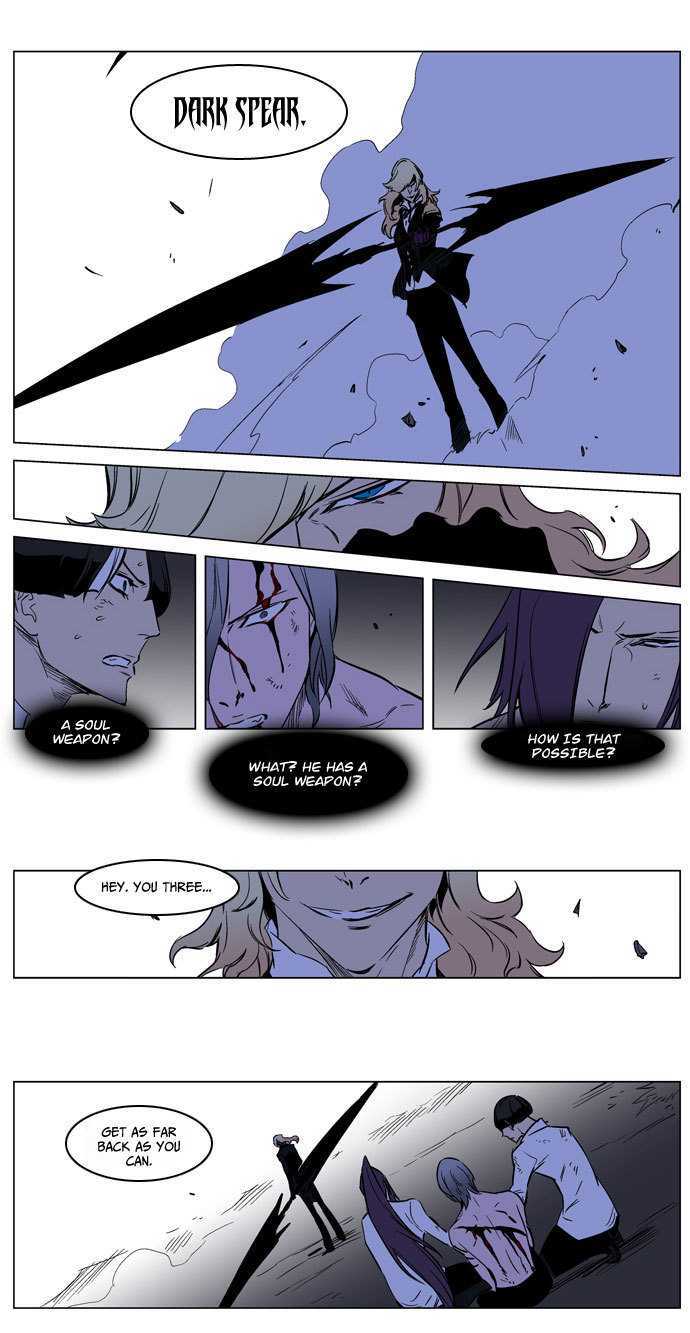 DARK SPEAR.
A SOUL
WEAPON?
WHAT? HE HAS A
SOUL WEAPON?
HOW IS THAT
POSSIBLE?
HEY. YOU THREE...
GET AS FAR
BACK AS YOU
CAN.